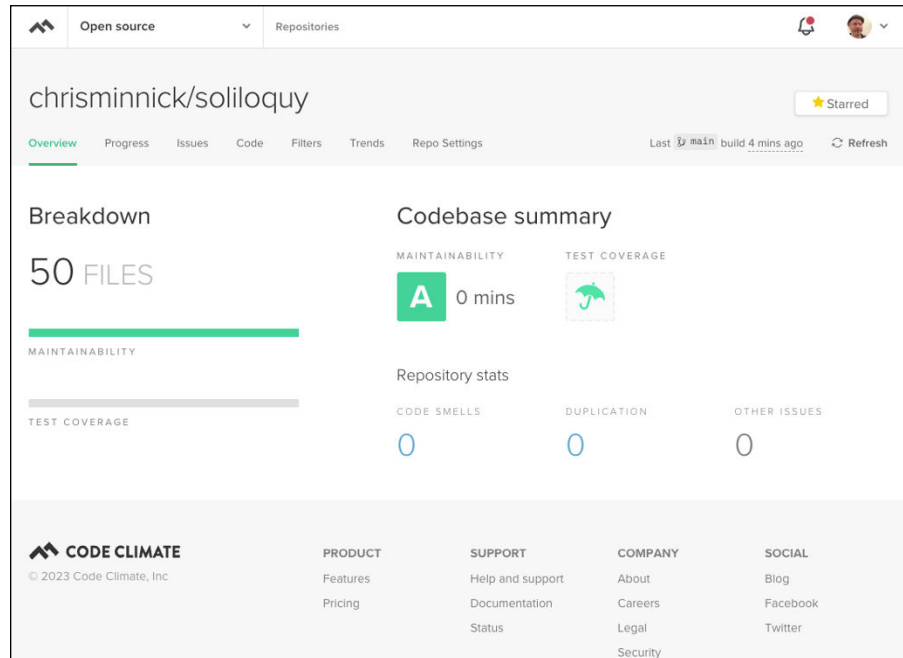 Open source
Repositories
chrisminnick/soliloquy
Starred
Overview Progress Issues Code Filters Trends Repo Settings
Last main build 4 mins ago Refresh
Breakdown
50 FILES
MAINTAINABILITY
TEST COVERAGE
Codebase summary
MAINTAINABILITY TEST COVERAGE
A 0 mins
Repository stats
CODE SMELLS DUPLICATION OTHER ISSUES
0 0 0
CODE CLIMATE
© 2023 Code Climate, Inc
PRODUCT
Features
Pricing
SUPPORT
Help and support
Documentation
Status
COMPANY
About
Careers
Legal
Security
SOCIAL
Blog
Facebook
Twitter